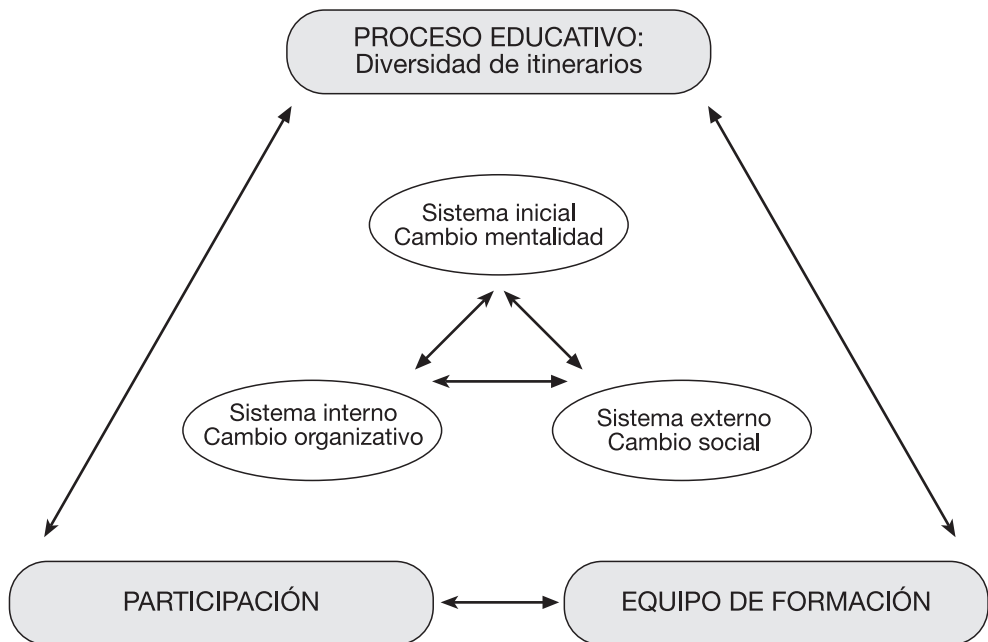 PROCESO EDUCATIVO:
Diversidad de itinerarios
Sistema inicial
Cambio mentalidad
Sistema interno
Cambio organizativo
Sistema externo
Cambio social
PARTICIPACIÓN
EQUIPO DE FORMACIÓN